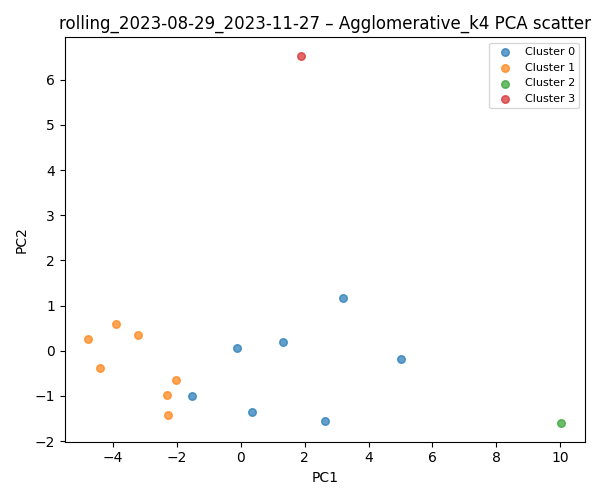 rolling_2023-08-29_2023-11-27 – Agglomerative_k4 PCA scatter
Cluster 0
Cluster 1
Cluster 2
Cluster 3
6
5
4
3
2
1
0
−1
−2
PC2
−4 −2 0 2 4 6 8 10
PC1